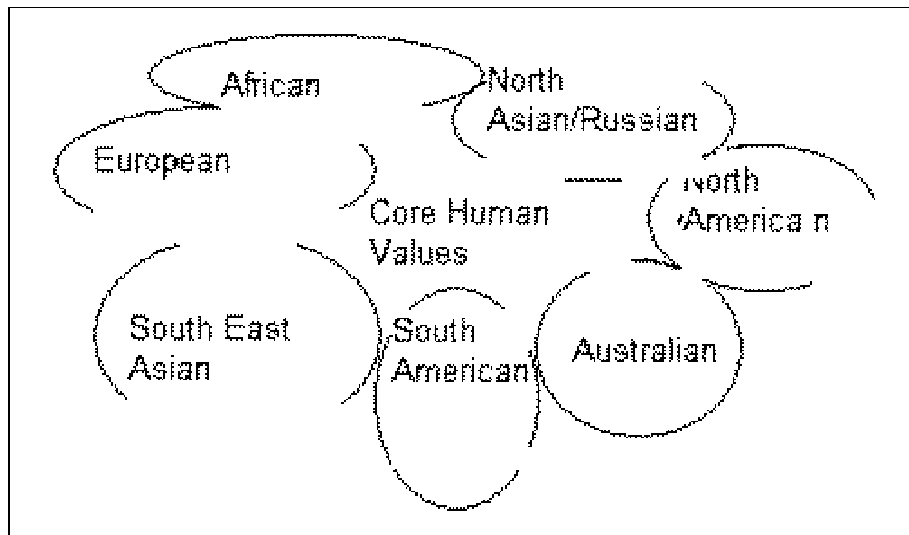 African
North
Asian/Russian
European
North
America n
Core Human
Values
South East
Asian
South
American
Australian